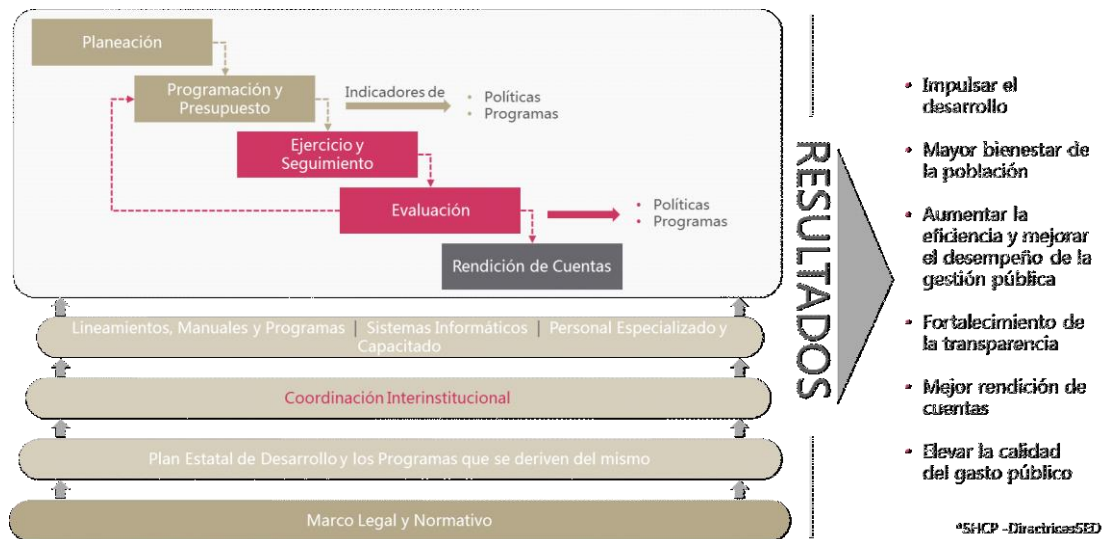 Planeación
Programación y
Presupuesto
Indicadores de
• Políticas
• Programas
Ejercicio y
Seguimiento
Evaluación
• Políticas
• Programas
Rendición de Cuentas
Lineamientos, Manuales y Programas | Sistemas Informáticos | Personal Especializado y
Capacitado
Coordinación Interinstitucional
Plan Estatal de Desarrollo y los Programas que se deriven del mismo
Marco Legal y Normativo
RESULTADOS
• Impulsar el
desarrollo
• Mayor bienestar de
la población
• Aumentar la
eficiencia y mejorar
el desempeño de la
gestión pública
• Fortalecimiento de
la transparencia
• Mejor rendición de
cuentas
• Elevar la calidad
del gasto público
*SHCP -DirectricesSED